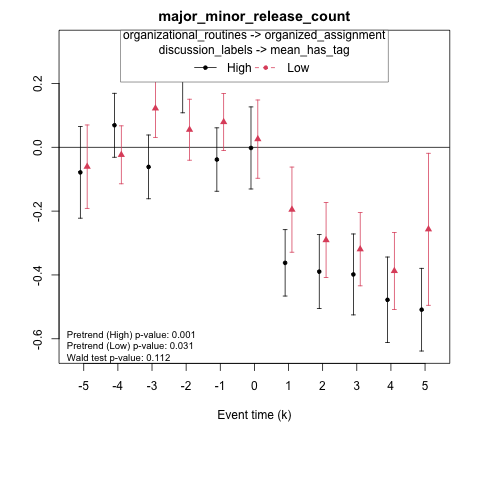 major_minor_release_count
organizational_routines -> organized_assignment
discussion_labels -> mean_has_tag
High Low
0.2
0.0
-0.2
-0.4
-0.6
Pretrend (High) p-value: 0.001
Pretrend (Low) p-value: 0.031
Wald test p-value: 0.112
-5 -4 -3 -2 -1 0 1 2 3 4 5
Event time (k)